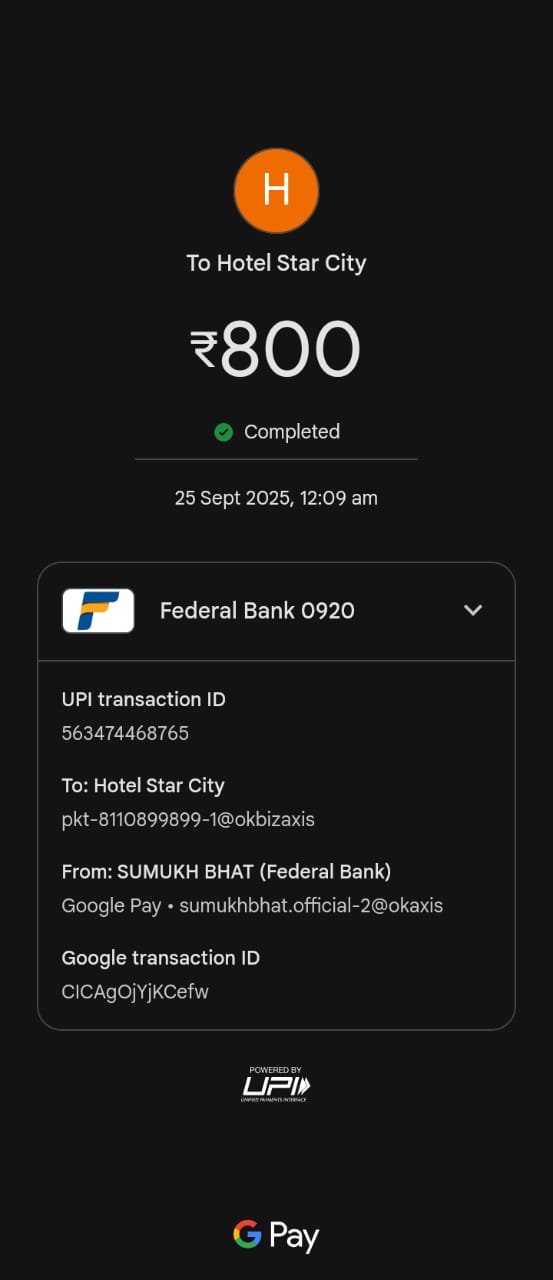 H
To Hotel Star City
₹800
Completed
25 Sept 2025, 12:09 am
Federal Bank 0920
UPI transaction ID
563474468765
To: Hotel Star City
pkt-8110899899-1@okbizaxis
From: SUMUKH BHAT (Federal Bank)
Google Pay • sumukhbhat.official-2@okaxis
Google transaction ID
CICAgOjYjKCefw
POWERED BY
UPI
UNIFIED PAYMENTS INTERFACE
G Pay